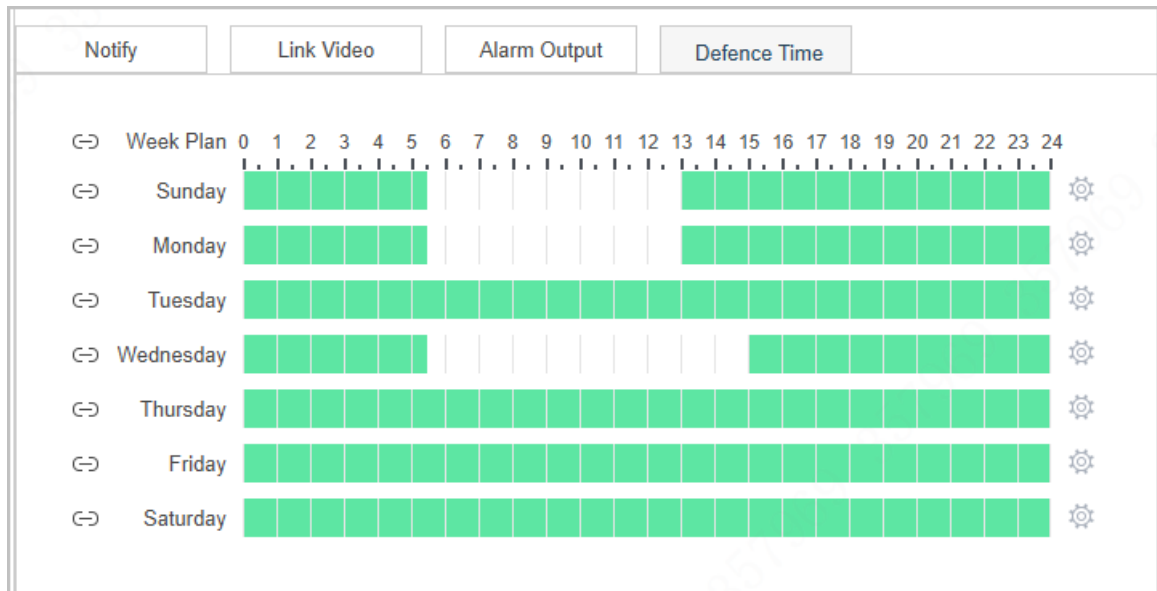 Notify Link Video Alarm Output Defence Time
Week Plan 0 1 2 3 4 5 6 7 8 9 10 11 12 13 14 15 16 17 18 19 20 21 22 23 24
Sunday
Monday
Tuesday
Wednesday
Thursday
Friday
Saturday